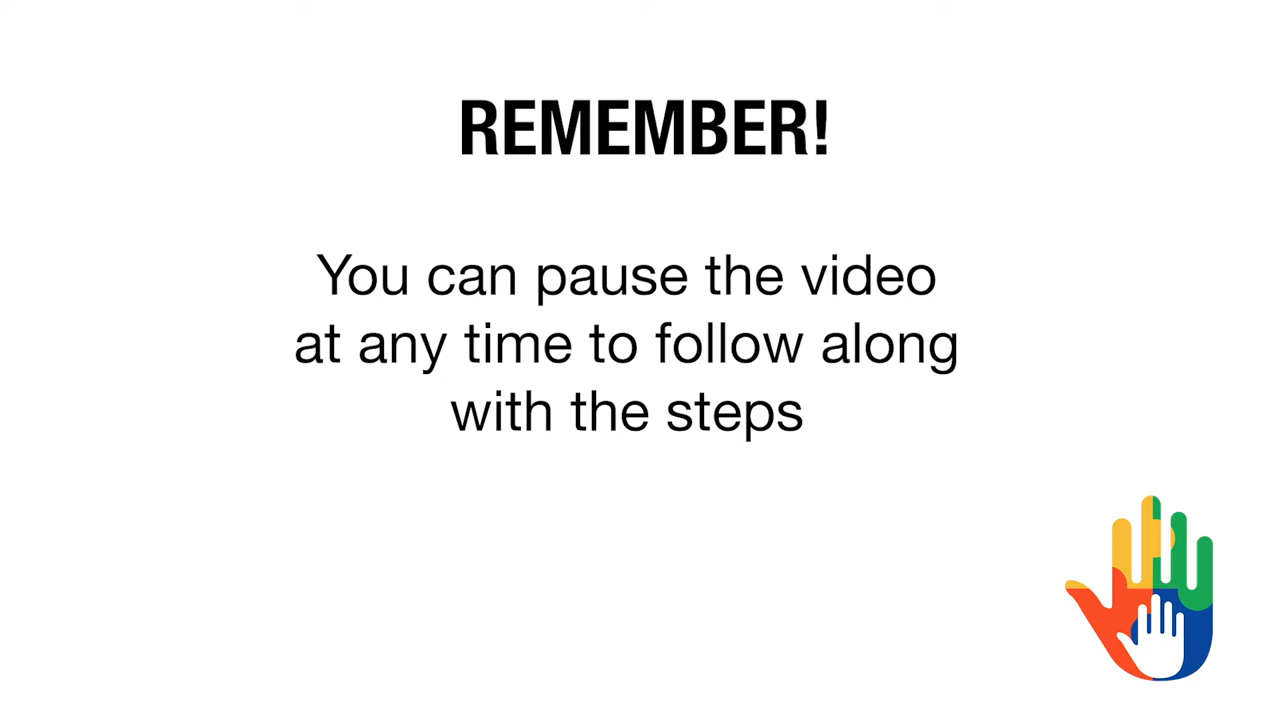 REMEMBER!
You can pause the video
at any time to follow along
with the steps